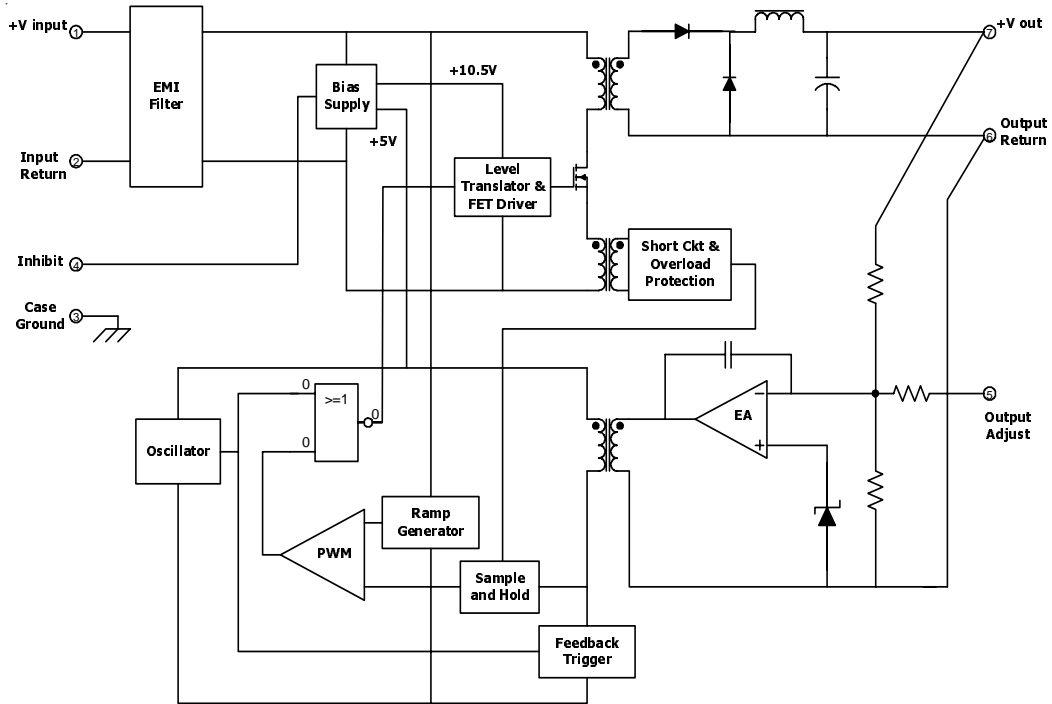 +V input
1
EMI
Filter
Bias
Supply
+10.5V
+5V
7
+V out
6
Output
Return
Input
Return
2
Level
Translator &
FET Driver
Inhibit
4
Short Ckt &
Overload
Protection
Case
Ground
3
0
>=1
0
0
Oscillator
EA
5
Output
Adjust
Ramp
Generator
PWM
Sample
and Hold
Feedback
Trigger